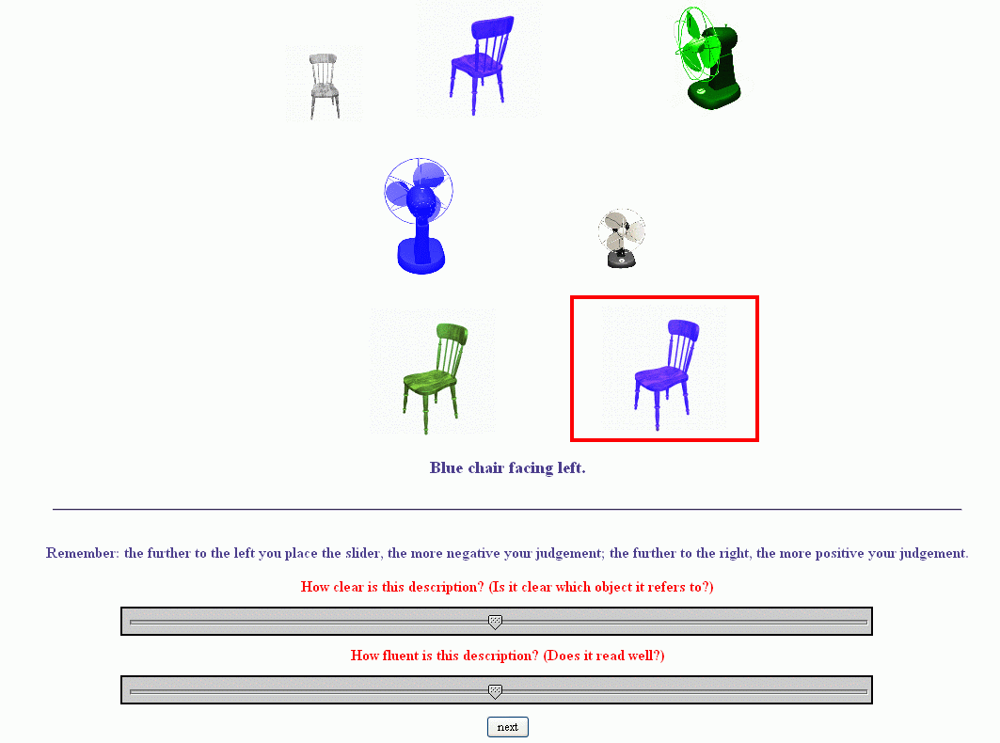 Blue chair facing left.
Remember: the further to the left you place the slider, the more negative your judgement; the further to the right, the more positive your judgement.
How clear is this description? (Is it clear which object it refers to?)
How fluent is this description? (Does it read well?)
next